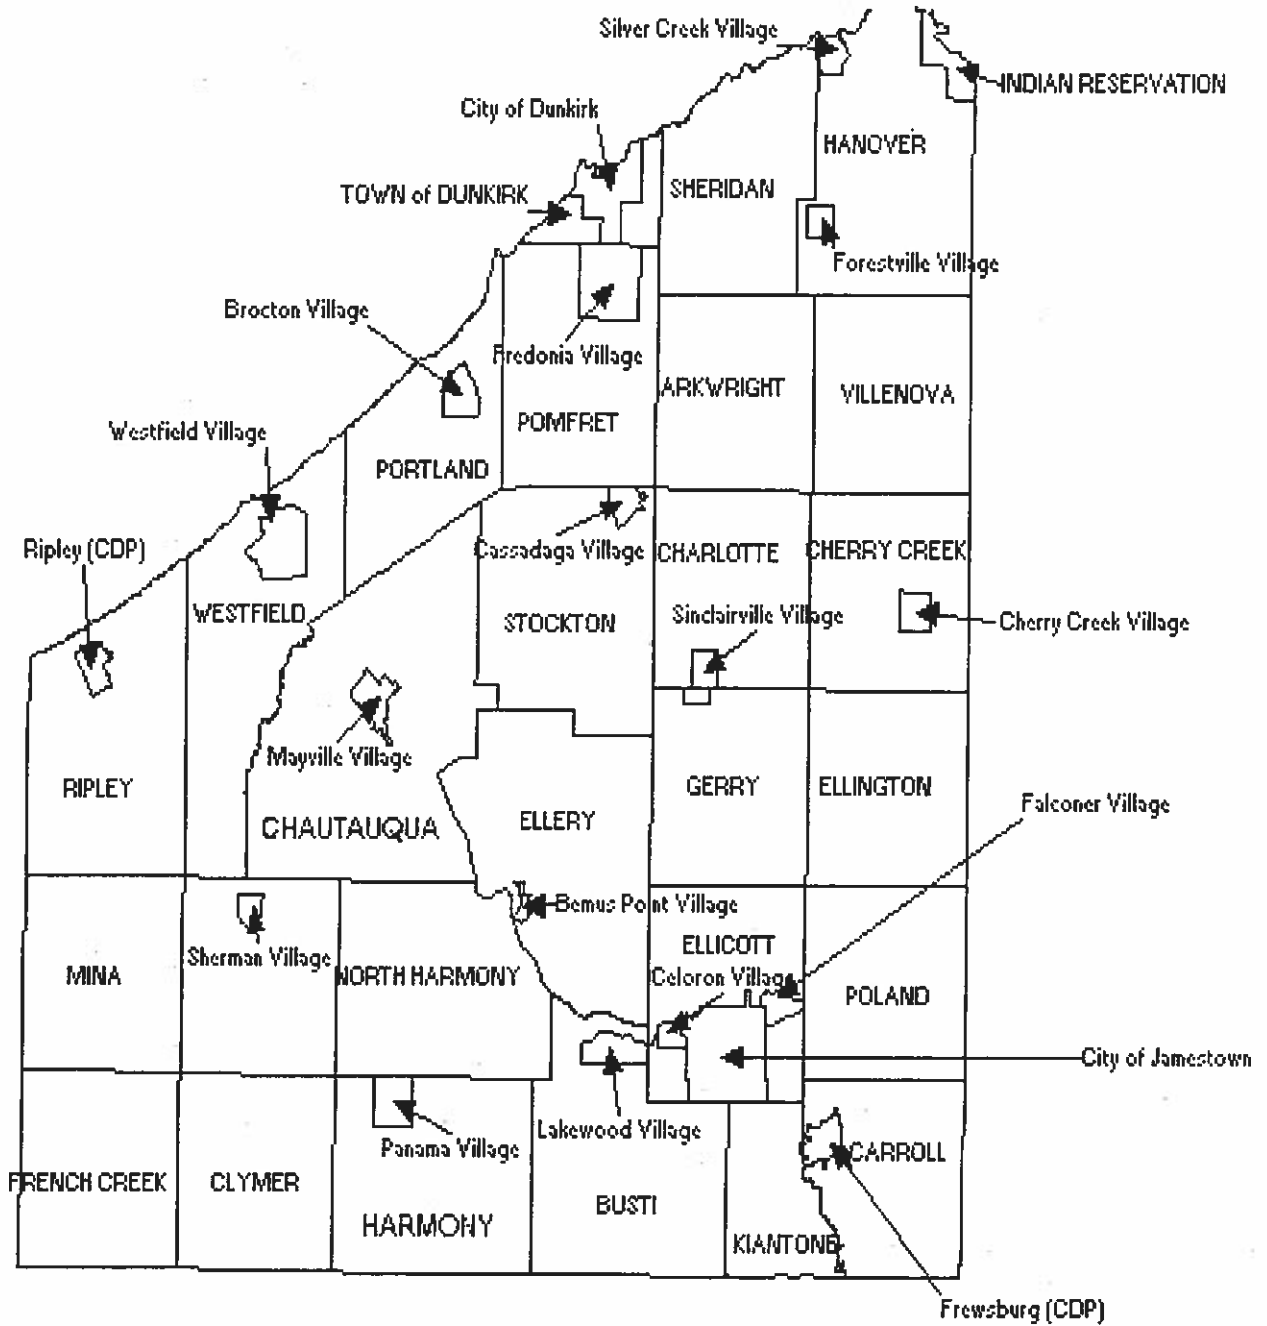 Silver Creek Village
INDIAN RESERVATION
City of Dunkirk
HANOVER
SHERIDAN
TOWN of DUNKIRK
Forestville Village
Brocton Village
Fredonia Village
ARKWRIGHT
VILLENOVA
POMFRET
Westfield Village
PORTLAND
Ripley (CDP)
Cassadaga Village
CHARLOTTE
CHERRY CREEK
WESTFIELD
STOCKTON
Sinclairville Village
Cherry Creek Village
Mayville Village
RIPLEY
GERRY
ELLINGTON
Falconer Village
CHAUTAUQUA
ELLERY
Bemus Point Village
ELLICOTT
Sherman Village
MINA
NORTH HARMONY
Celoron Village
POLAND
City of Jamestown
Lakewood Village
Panama Village
CARROLL
FRENCH CREEK
CLYMER
BUSTI
HARMONY
KIANTONE
Frewsburg (CDP)